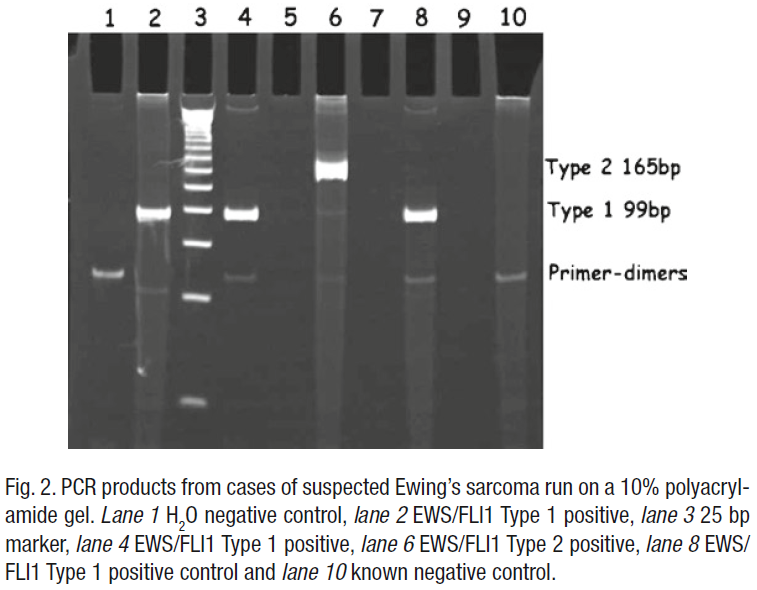 1 2 3 4 5 6 7 8 9 10
Type 2 165bp
Type 1 99bp
Primer-dimers
Fig. 2. PCR products from cases of suspected Ewing's sarcoma run on a 10% polyacryl-
amide gel. Lane 1 H₂O negative control, lane 2 EWS/FLI1 Type 1 positive, lane 3 25 bp
marker, lane 4 EWS/FLI1 Type 1 positive, lane 6 EWS/FLI1 Type 2 positive, lane 8 EWS/
FLI1 Type 1 positive control and lane 10 known negative control.